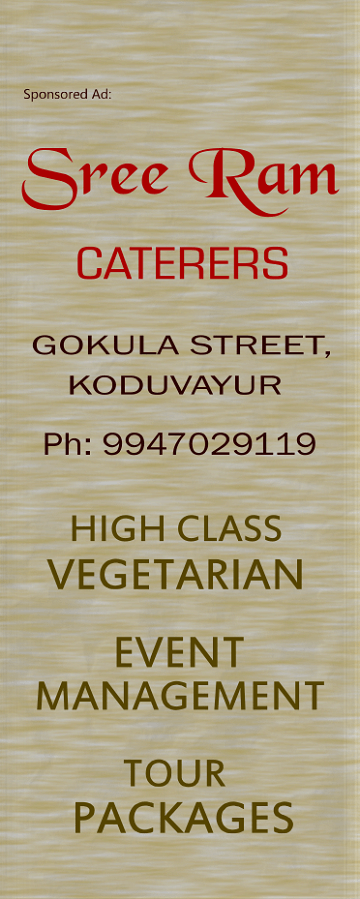 Sponsored Ad:
Sree Ram
CATERERS
GOKULA STREET,
KODUVAYUR
Ph: 9947029119
HIGH CLASS
VEGETARIAN
EVENT
MANAGEMENT
TOUR
PACKAGES